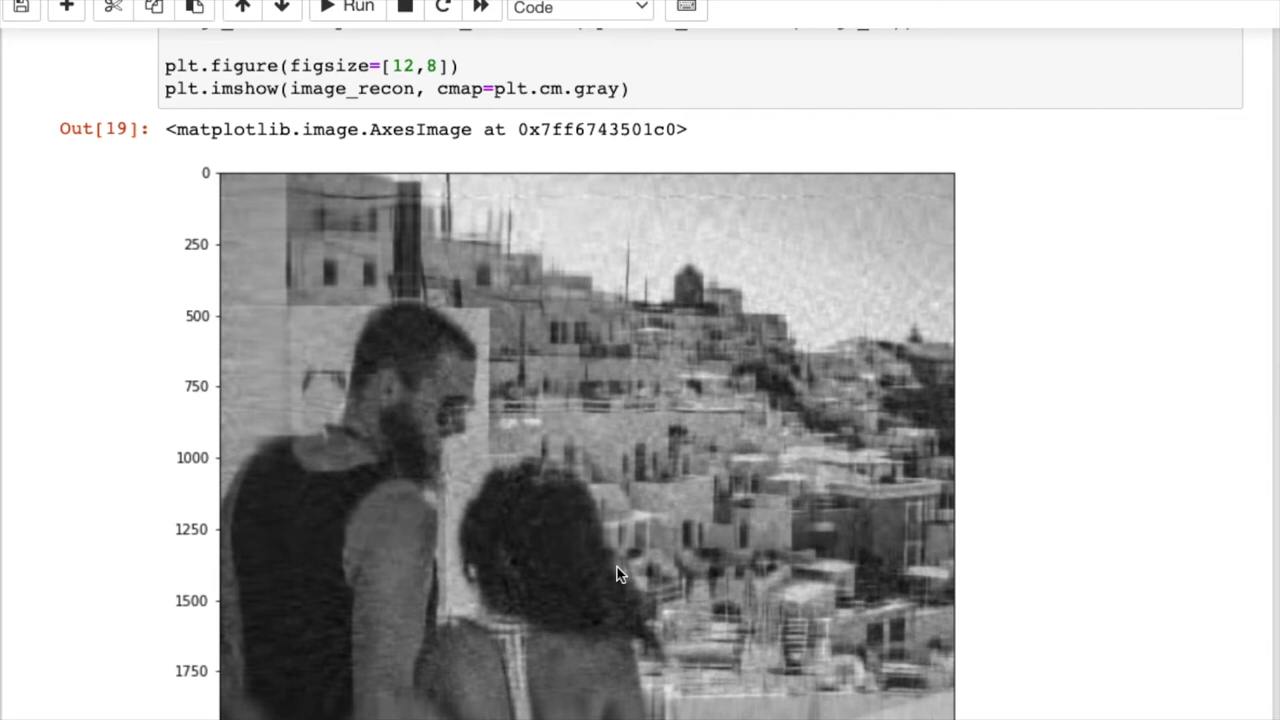 Run
Code
plt.figure(figsize=[12,8])
plt.imshow(image_recon, cmap=plt.cm.gray)
Out[19]: <matplotlib.image.AxesImage at 0x7ff6743501c0>
0
250
500
750
1000
1250
1500
1750